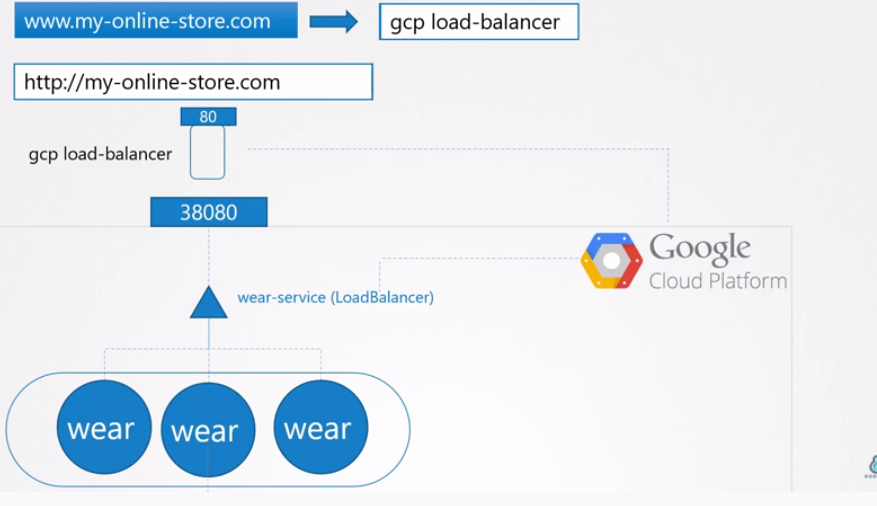 www.my-online-store.com
gcp load-balancer
http://my-online-store.com
80
gcp load-balancer
38080
Google
Cloud Platform
wear-service (LoadBalancer)
wear
wear
wear